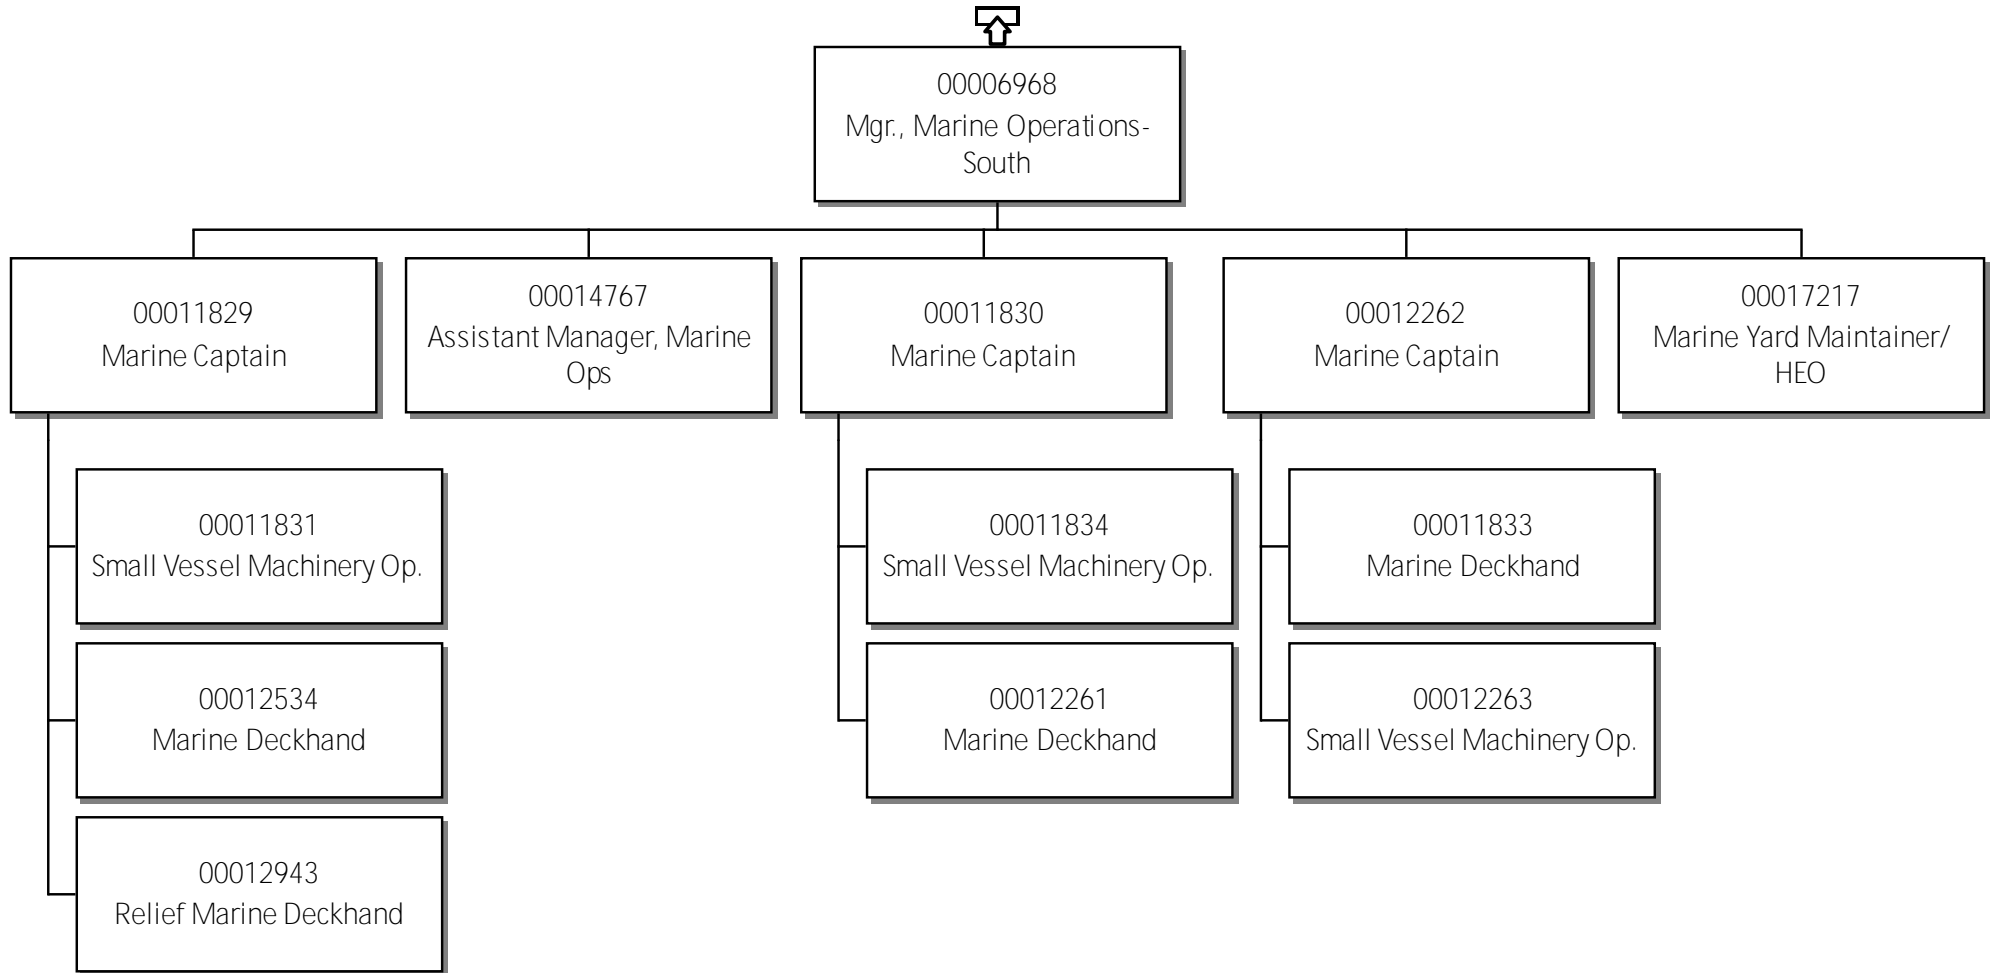 00006968
Mgr., Marine Operations-
South
00011829
Marine Captain
00014767
Assistant Manager, Marine
Ops
00011830
Marine Captain
00012262
Marine Captain
00017217
Marine Yard Maintainer/
HEO
00011831
Small Vessel Machinery Op.
00012534
Marine Deckhand
00012943
Relief Marine Deckhand
00011834
Small Vessel Machinery Op.
00012261
Marine Deckhand
00011833
Marine Deckhand
00012263
Small Vessel Machinery Op.